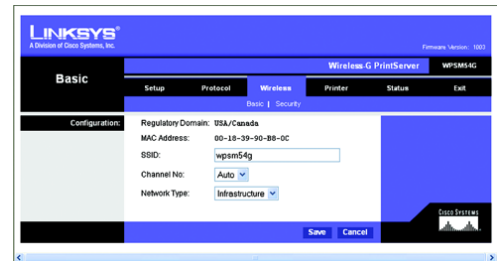 LINKSYS®
A Division of Cisco Systems, Inc.
Firmware Version: 1003
Wireless-G PrintServer WPSM54G
Basic
Setup Protocol Wireless Printer Status Exit
Basic | Security
Configuration:
Regulatory Domain: USA/Canada
MAC Address: 00-18-39-90-B8-0C
SSID: wpsm54g
Channel No: Auto
Network Type: Infrastructure
Save Cancel
CISCO SYSTEMS